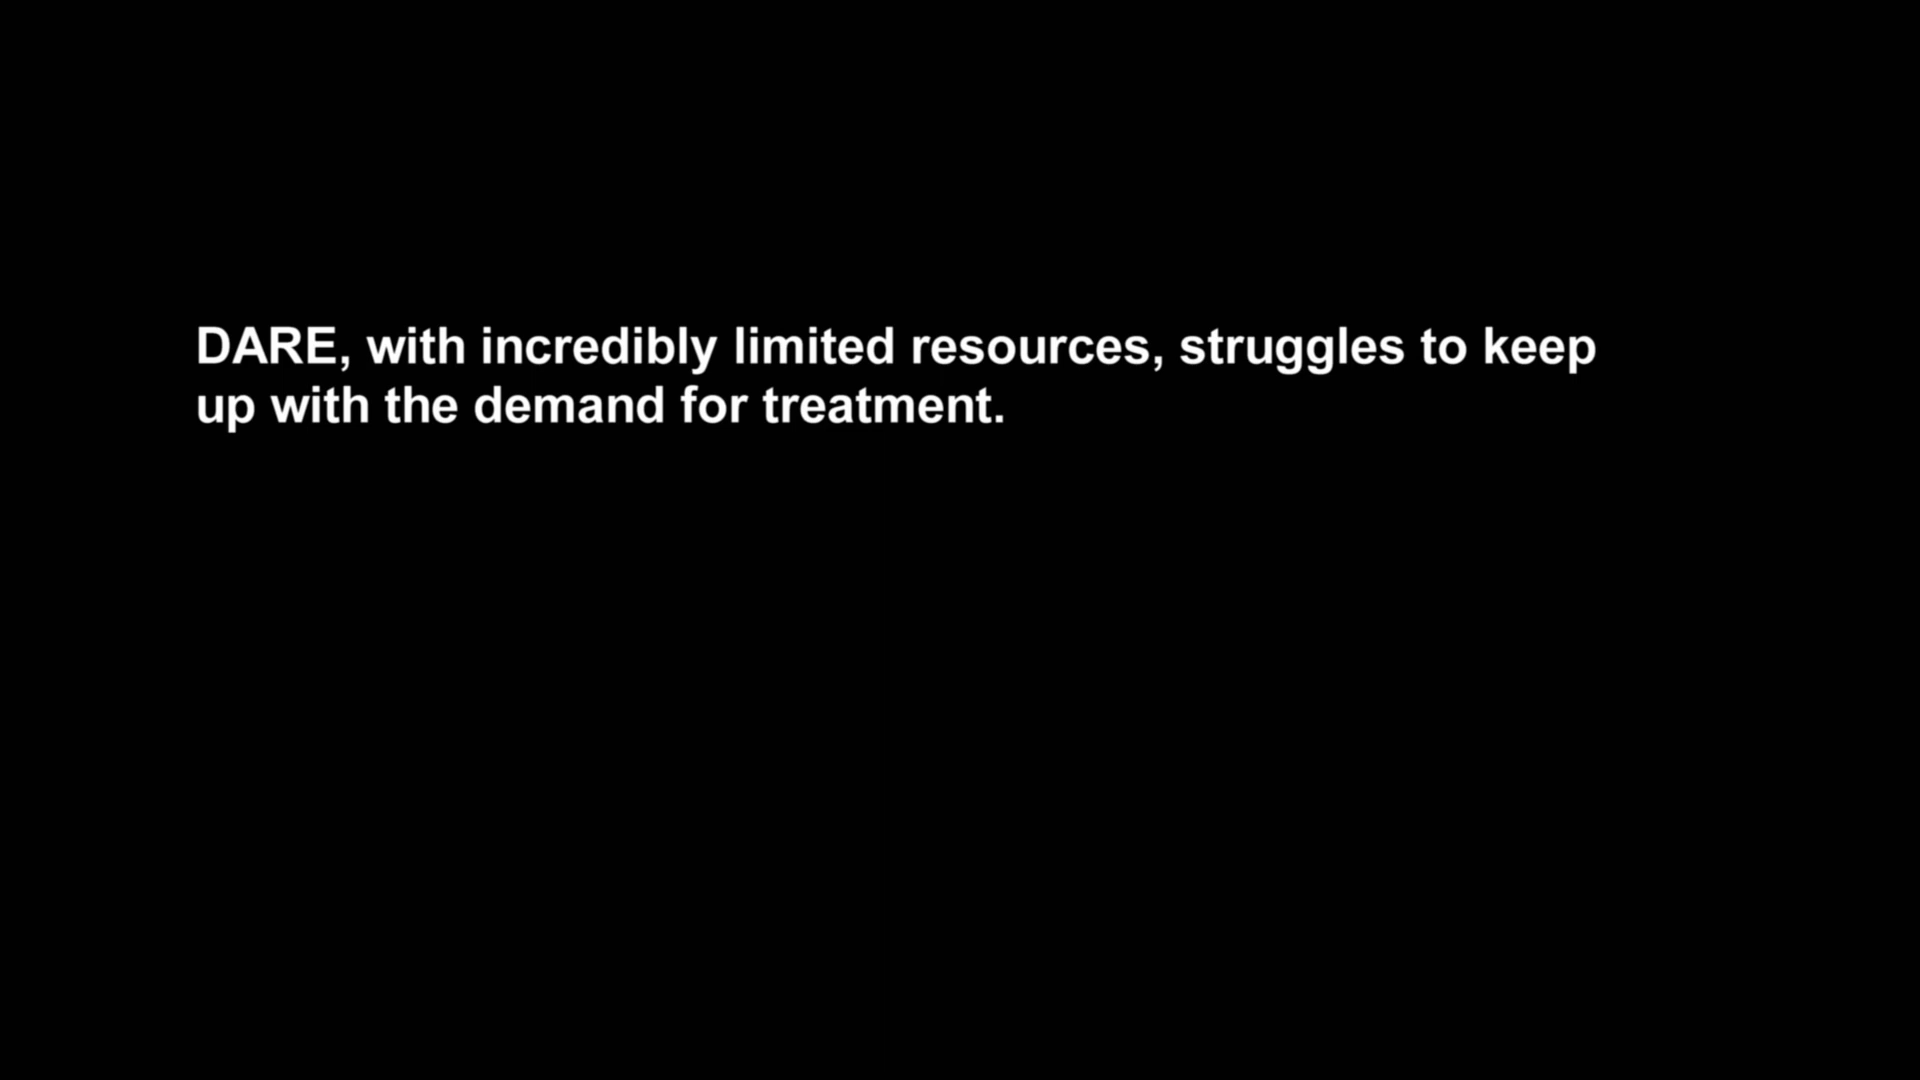 DARE, with incredibly limited resources, struggles to keep
up with the demand for treatment.